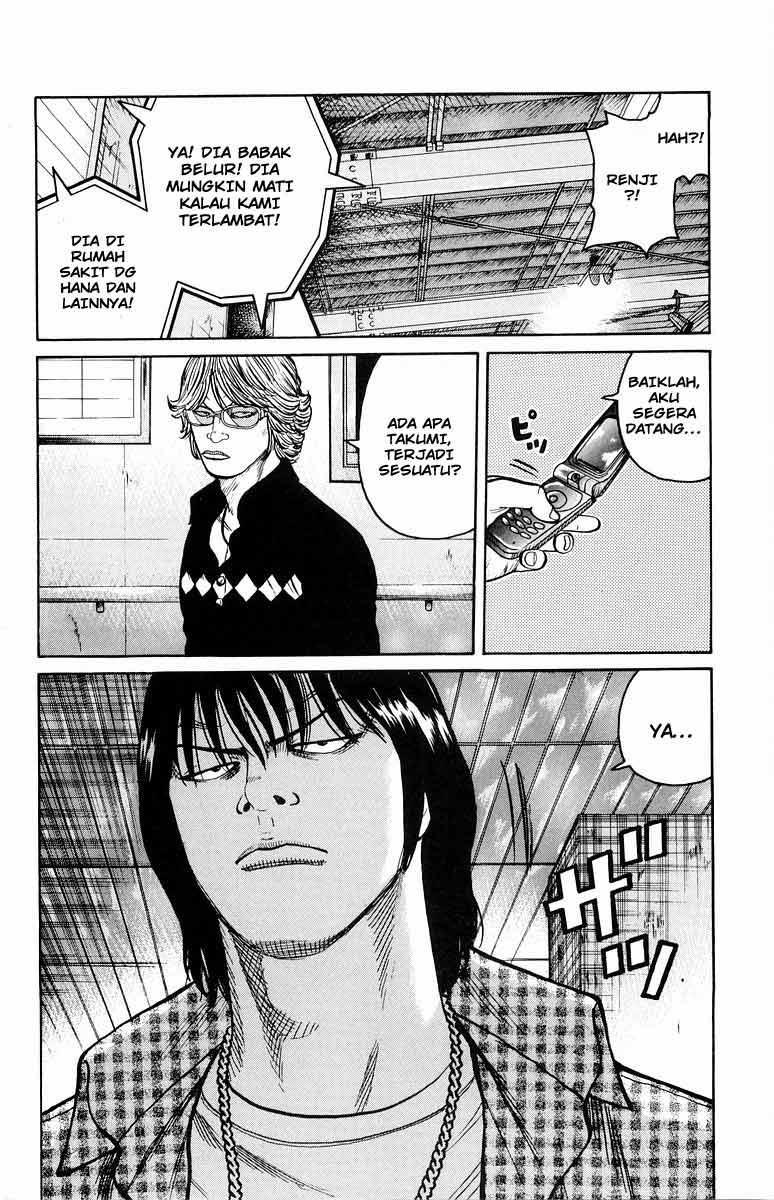 HAH?!
RENJI
?!
YA! DIA BABAK
BELUR! DIA
MUNGKIN MATI
KALAU KAMI
TERLAMBAT!
DIA DI
RUMAH
SAKIT DG
HANA DAN
LAINNYA!
BAIKLAH,
AKU
SEGERA
DATANG...
ピッ
ADA APA
TAKUMI,
TERJADI
SESUATU?
YA...
ザッ